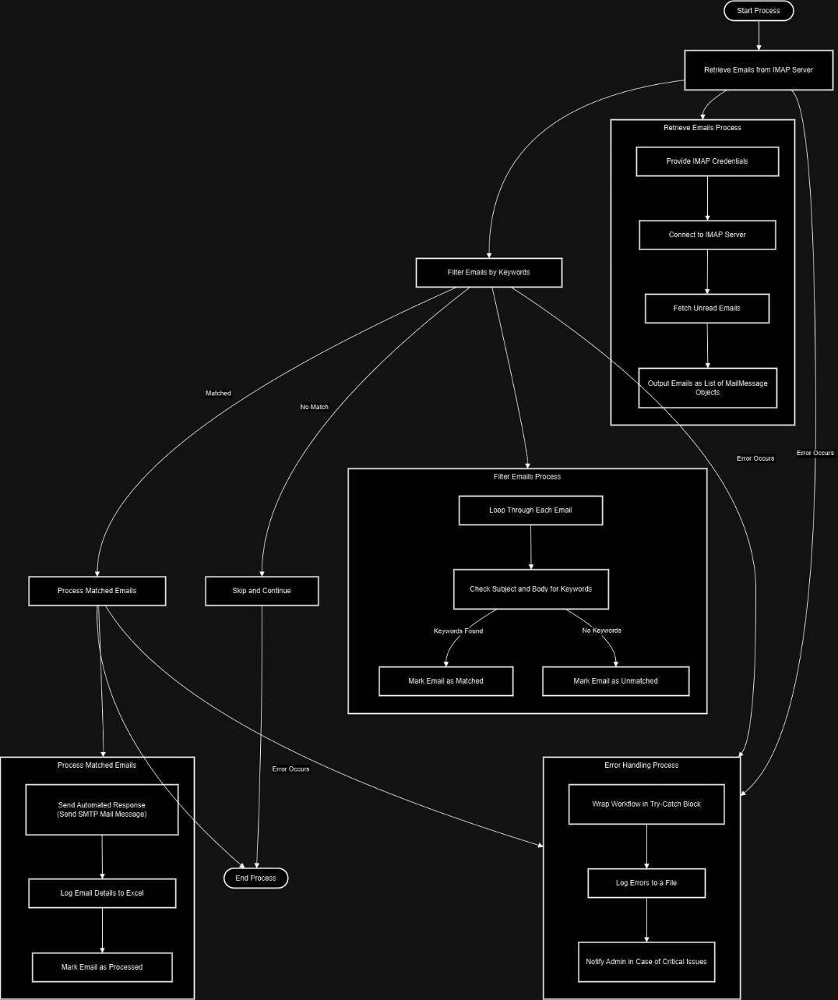 Start Process
Retrieve Emails from IMAP Server
Retrieve Emails Process
Provide IMAP Credentials
Connect to IMAP Server
Filter Emails by Keywords
Fetch Unread Emails
Output Emails as List of MailMessage
Objects
Matched
No Match
Error Occurs
Error Occurs
Filter Emails Process
Loop Through Each Email
Process Matched Emails
Skip and Continue
Check Subject and Body for Keywords
Keywords Found
No Keywords
Mark Email as Matched
Mark Email as Unmatched
Error Occurs
Process Matched Emails
Send Automated Response
(Send SMTP Mail Message)
Log Email Details to Excel
Mark Email as Processed
End Process
Error Handling Process
Wrap Workflow in Try-Catch Block
Log Errors to a File
Notify Admin in Case of Critical Issues